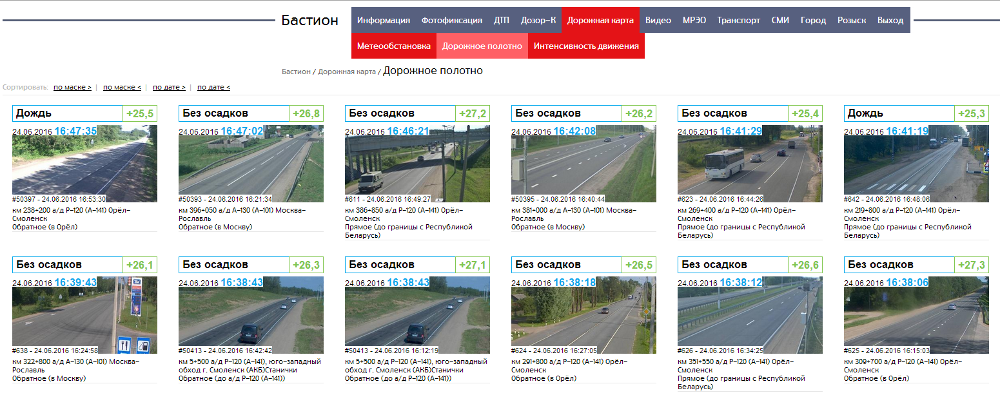 Бастион
Информация Фотофиксация ДТП Дозор-К Дорожная карта Видео МРЭО Транспорт СМИ Город Розыск Выход
Метеообстановка Дорожное полотно Интенсивность движения
Бастион / Дорожная карта / Дорожное полотно
Сортировать: по маске > | по маске < | по дате > | по дате <
Дождь +25,5
24.06.2016 16:47:35
#50397 - 24.06.2016 16:53:30
км 238+200 а/д Р-120 (А-141) Орёл-
Смоленск
Обратное (в Орёл)
Без осадков +26,8
24.06.2016 16:47:02
#50393 - 24.06.2016 16:21:34
км 396+050 а/д А-130 (А-101) Москва-
Рославль
Обратное (в Москву)
Без осадков +27,2
24.06.2016 16:46:21
#611 - 24.06.2016 16:49:27
км 386+850 а/д Р-120 (А-141) Орёл-
Смоленск
Прямое (до границы с Республикой
Беларусь)
Без осадков +26,2
24.06.2016 16:42:08
#50395 - 24.06.2016 16:40:44
км 381+000 а/д А-130 (А-101) Москва-
Рославль
Обратное (в Москву)
Без осадков +25,4
24.06.2016 16:41:29
#623 - 24.06.2016 16:44:26
км 269+400 а/д Р-120 (А-141) Орёл-
Смоленск
Прямое (до границы с Республикой
Беларусь)
Дождь +25,3
24.06.2016 16:41:19
#642 - 24.06.2016 16:48:06
км 219+800 а/д Р-120 (А-141) Орёл-
Смоленск
Прямое (до границы с Республикой
Беларусь)
Без осадков +26,1
24.06.2016 16:39:43
#638 - 24.06.2016 16:24:58
км 322+800 а/д А-130 (А-101) Москва-
Рославль
Обратное (в Москву)
Без осадков +26,3
24.06.2016 16:38:43
#50413 - 24.06.2016 16:42:42
км 5+500 а/д Р-120 (А-141), юго-западный
обход г. Смоленск (АКБ)Станички
Обратное (до а/д Р-120 (А-141))
Без осадков +27,1
24.06.2016 16:38:43
#50413 - 24.06.2016 16:12:19
км 5+500 а/д Р-120 (А-141), юго-западный
обход г. Смоленск (АКБ)Станички
Обратное (до а/д Р-120 (А-141))
Без осадков +26,5
24.06.2016 16:38:18
#624 - 24.06.2016 16:27:05
км 291+800 а/д Р-120 (А-141) Орёл-
Смоленск
Обратное (в Орёл)
Без осадков +26,6
24.06.2016 16:38:12
#626 - 24.06.2016 16:34:25
км 351+550 а/д Р-120 (А-141) Орёл-
Смоленск
Прямое (до границы с Республикой
Беларусь)
Без осадков +27,3
24.06.2016 16:38:06
#625 - 24.06.2016 16:15:03
км 309+700 а/д Р-120 (А-141) Орёл-
Смоленск
Обратное (в Орёл)